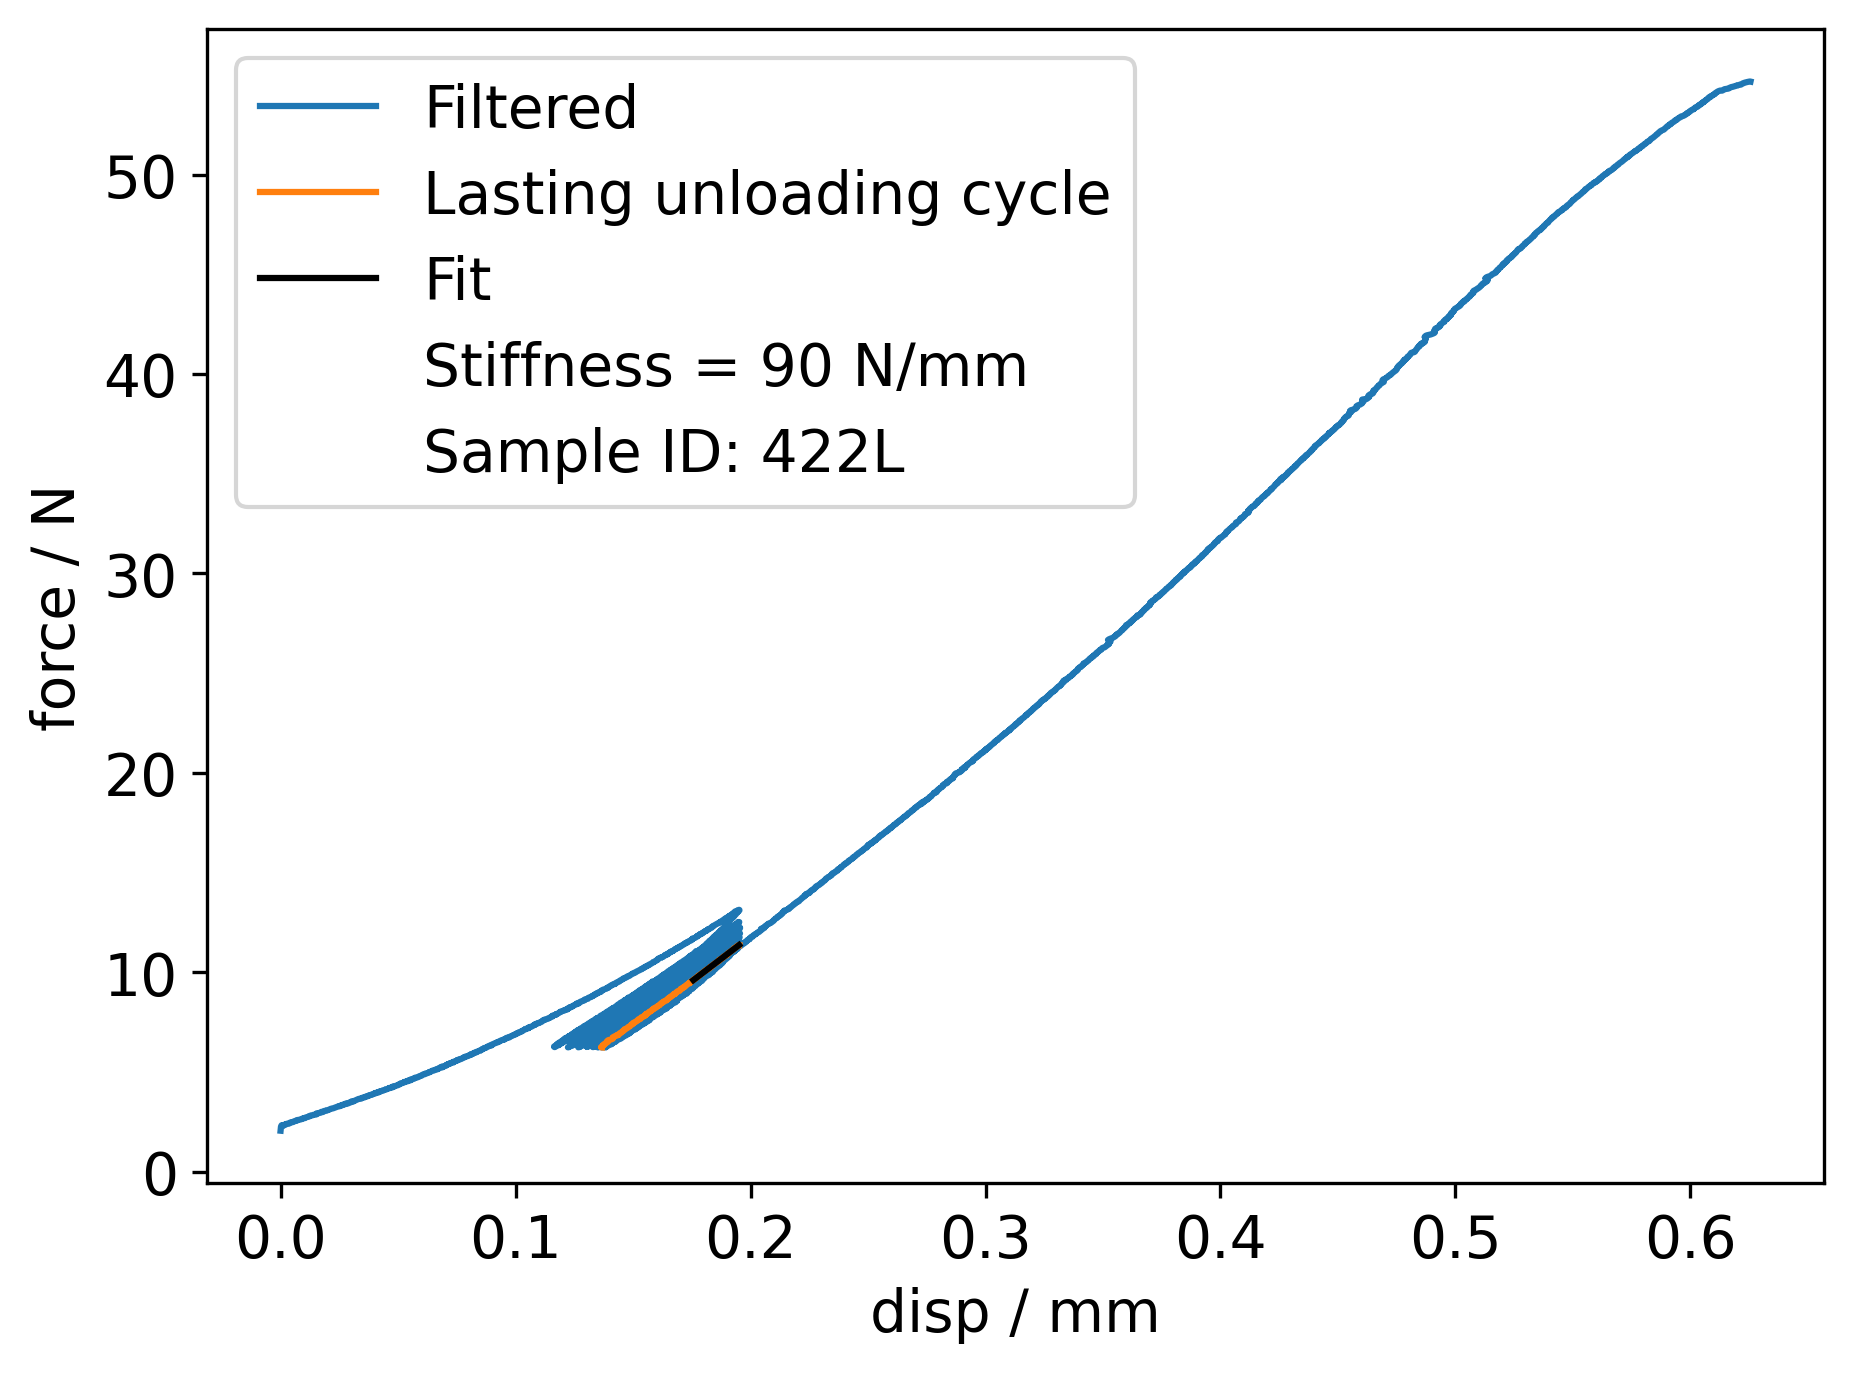 Filtered
Lasting unloading cycle
Fit
Stiffness = 90 N/mm
Sample ID: 422L
force / N
50
40
30
20
10
0
0.0 0.1 0.2 0.3 0.4 0.5 0.6
disp / mm